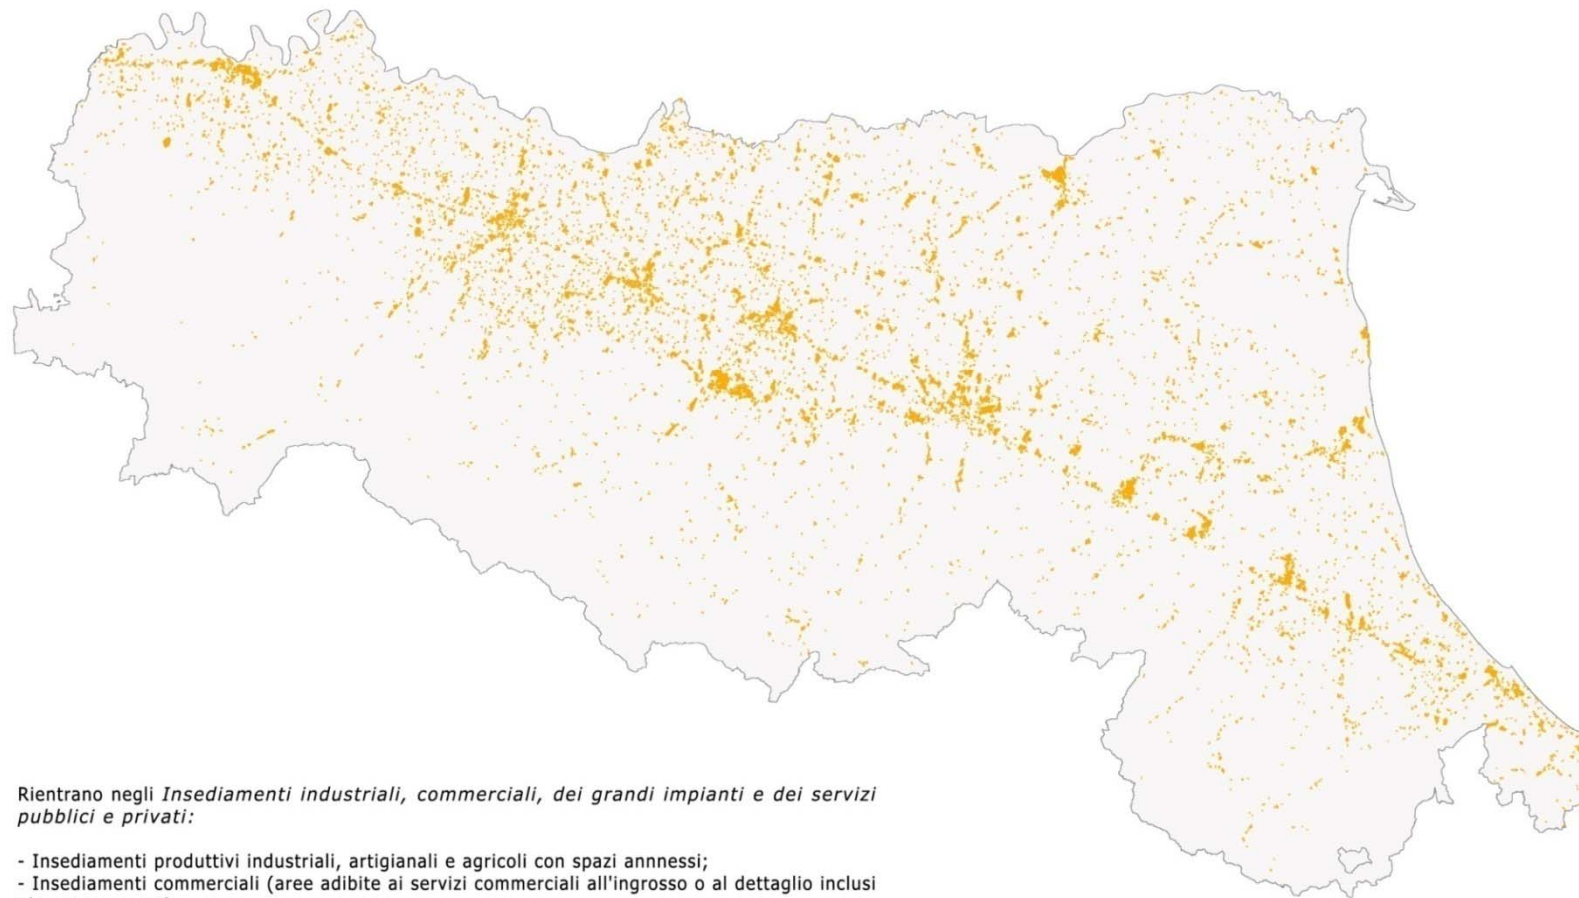 Rientrano negli Insediamenti industriali, commerciali, dei grandi impianti e dei servizi
pubblici e privati:
- Insediamenti produttivi industriali, artigianali e agricoli con spazi annnessi;
- Insediamenti commerciali (aree adibite ai servizi commerciali all'ingrosso o al dettaglio inclusi